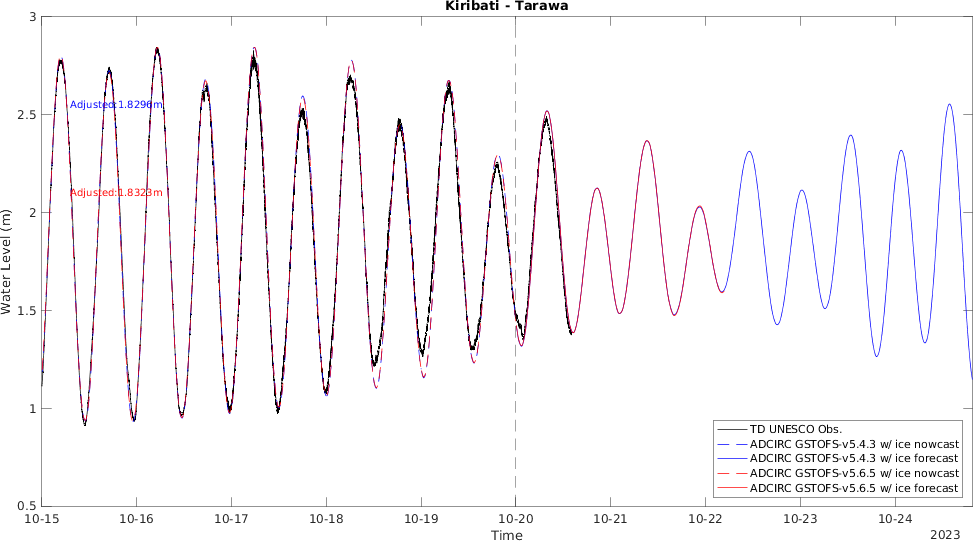 Kiribati - Tarawa
3
2.5
2
1.5
1
0.5
Water Level (m)
Adjusted:1.8296m
Adjusted:1.8323m
TD UNESCO Obs.
ADCIRC GSTOFS-v5.4.3 w/ ice nowcast
ADCIRC GSTOFS-v5.4.3 w/ ice forecast
ADCIRC GSTOFS-v5.6.5 w/ ice nowcast
ADCIRC GSTOFS-v5.6.5 w/ ice forecast
10-15 10-16 10-17 10-18 10-19 10-20 10-21 10-22 10-23 10-24
Time
2023